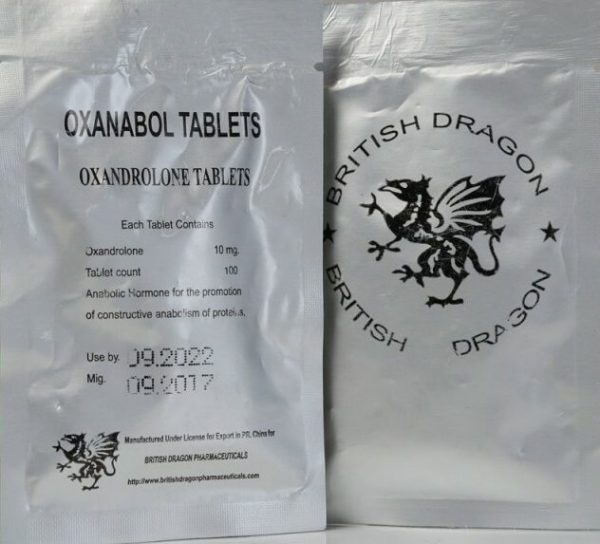 OXANABOL TABLETS
OXANDROLONE TABLETS
Each Tablet Contains
Oxandrolone 10 mg.
Tablet count 100
Anabolic Hormone for the promotion
of constructive anabolism of proteins.
Use by. 09.2022
Mig. 09.2017
Manufactured Under License for Export in PR, China for
BRITISH DRAGON PHARMACEUTICALS
http://www.britishdragonpharmaceuticals.com
BRITISH DRAGON
BRITISH DRAGON